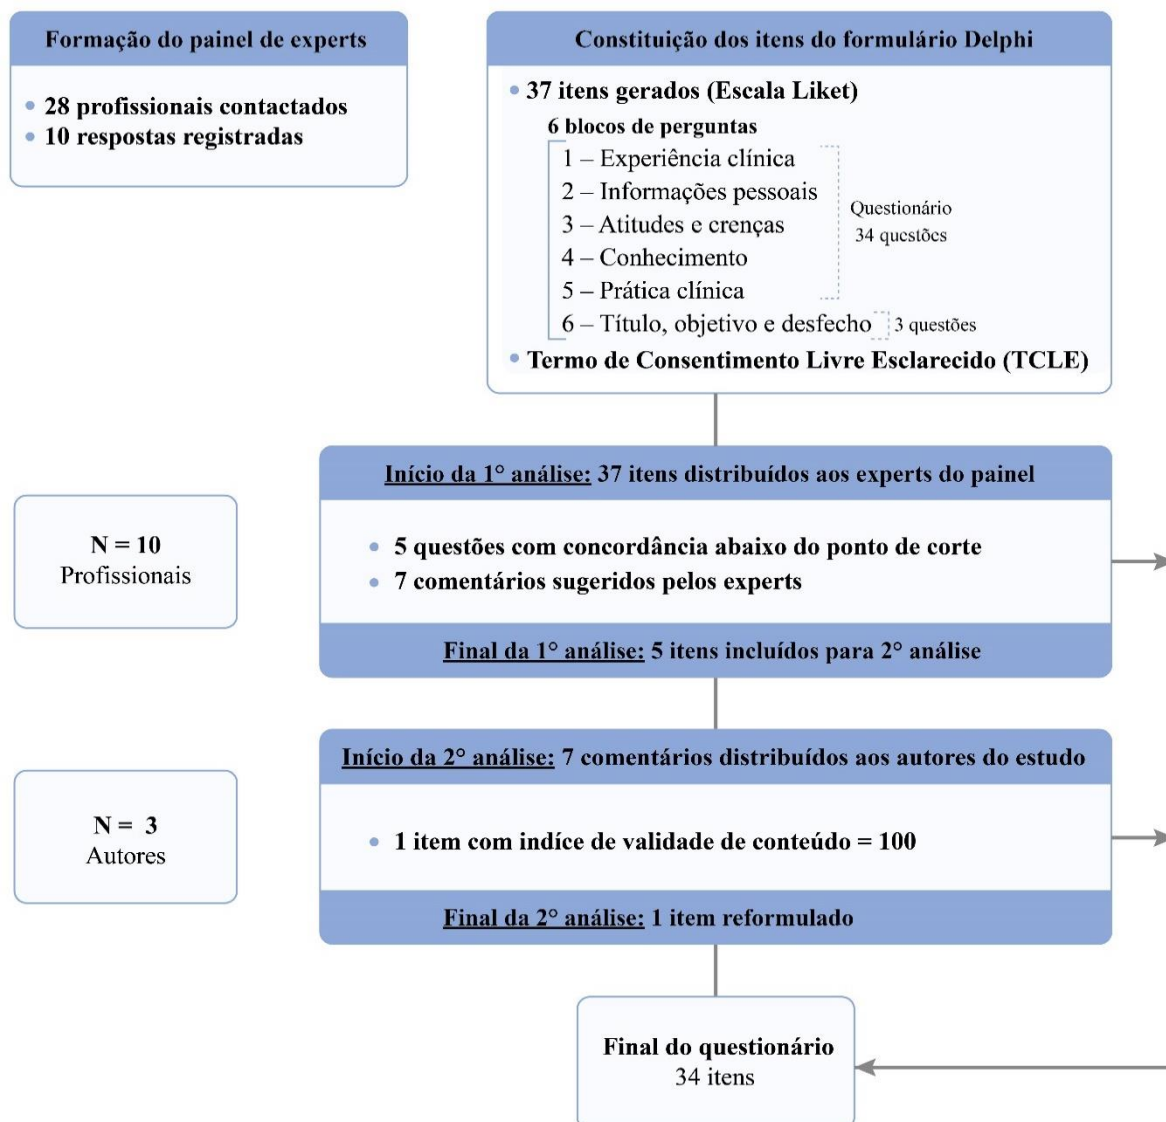 Formação do painel de experts
28 profissionais contactados
10 respostas registradas
Constituição dos itens do formulário Delphi
37 itens gerados (Escala Liket)
6 blocos de perguntas
1 – Experiência clínica
2 – Informações pessoais
3 – Atitudes e crenças
4 – Conhecimento
5 – Prática clínica
Questionário
34 questões
6 – Título, objetivo e desfecho
3 questões
Termo de Consentimento Livre Esclarecido (TCLE)
Início da 1° análise: 37 itens distribuídos aos experts do painel
N = 10
Profissionais
5 questões com concordância abaixo do ponto de corte
7 comentários sugeridos pelos experts
Final da 1° análise: 5 itens incluídos para 2° análise
Início da 2° análise: 7 comentários distribuídos aos autores do estudo
N = 3
Autores
1 item com indíce de validade de conteúdo = 100
Final da 2° análise: 1 item reformulado
Final do questionário
34 itens